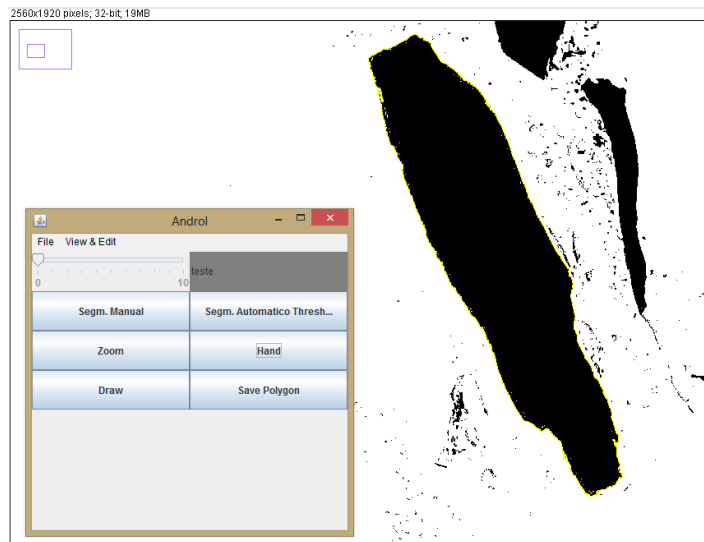 2560x1920 pixels; 32-bit; 19MB
Androl
File View & Edit
teste
0 10
Segm. Manual Segm. Automatico Thresh...
Zoom Hand
Draw Save Polygon